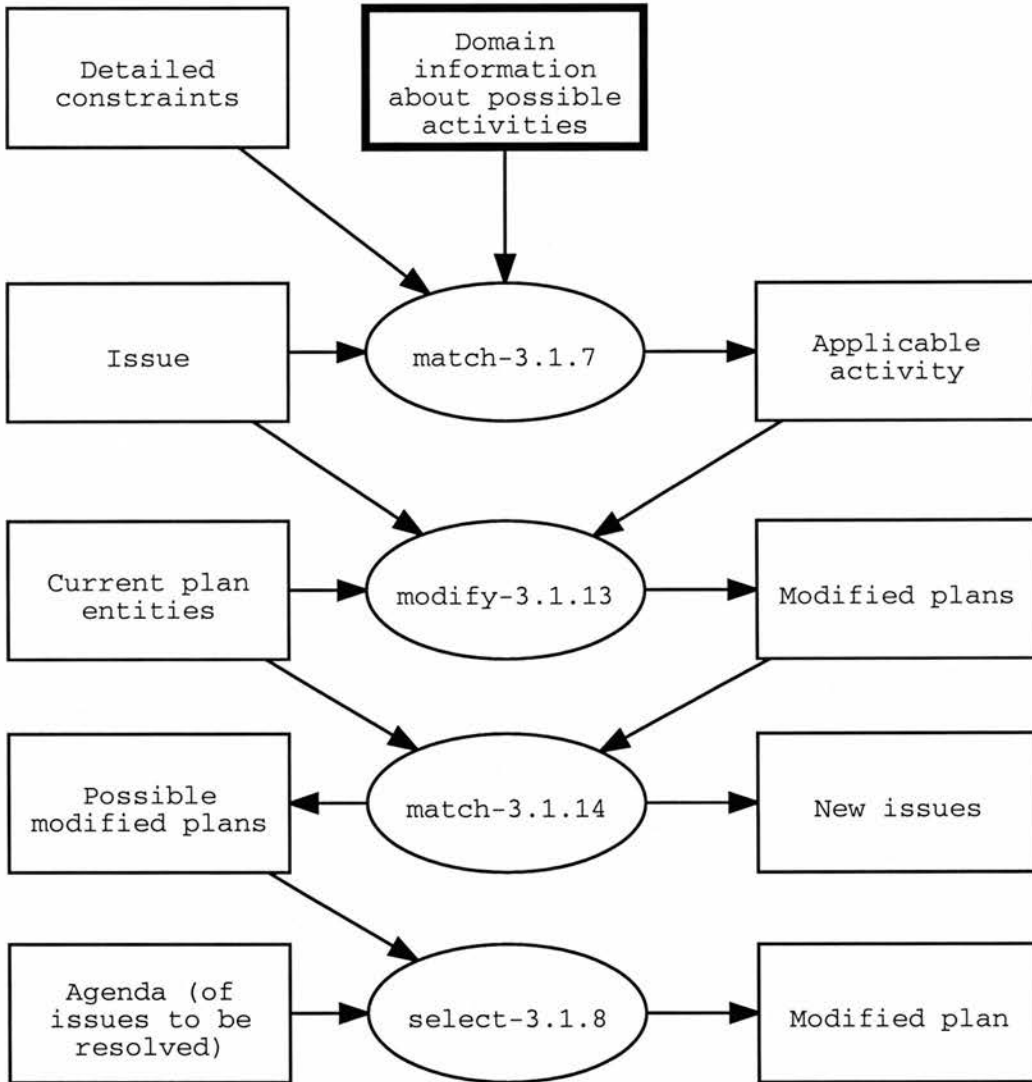 Detailed
constraints
Domain
information
about possible
activities
Issue
match-3.1.7
Applicable
activity
Current plan
entities
modify-3.1.13
Modified plans
Possible
modified plans
match-3.1.14
New issues
Agenda (of
issues to be
resolved)
select-3.1.8
Modified plan